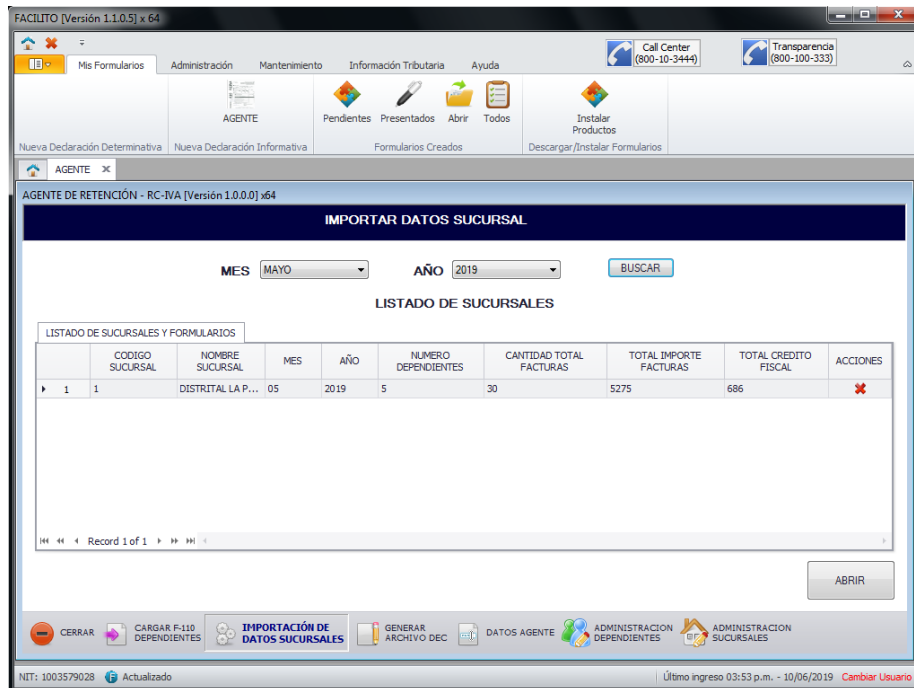 FACILITO [Versión 1.1.0.5] x 64
Call Center
(800-10-3444)
Transparencia
(800-100-333)
Mis Formularios Administración Mantenimiento Información Tributaria Ayuda
AGENTE
Pendientes Presentados Abrir Todos
Instalar
Productos
Nueva Declaración Determinativa Nueva Declaración Informativa Formularios Creados Descargar/Instalar Formularios
AGENTE
AGENTE DE RETENCIÓN - RC-IVA [Versión 1.0.0.0] x64
IMPORTAR DATOS SUCURSAL
MES MAYO AÑO 2019 BUSCAR
LISTADO DE SUCURSALES
LISTADO DE SUCURSALES Y FORMULARIOS
CODIGO SUCURSAL NOMBRE SUCURSAL MES AÑO NUMERO DEPENDIENTES CANTIDAD TOTAL FACTURAS TOTAL IMPORTE FACTURAS TOTAL CREDITO FISCAL ACCIONES
1 1 DISTRITAL LA P... 05 2019 5 30 5275 686
Record 1 of 1
ABRIR
CERRAR
CARGAR F-110
DEPENDIENTES
IMPORTACIÓN DE
DATOS SUCURSALES
GENERAR
ARCHIVO DEC
DATOS AGENTE
ADMINISTRACION
DEPENDIENTES
ADMINISTRACION
SUCURSALES
NIT: 1003579028 Actualizado Último ingreso 03:53 p.m. - 10/06/2019 Cambiar Usuario